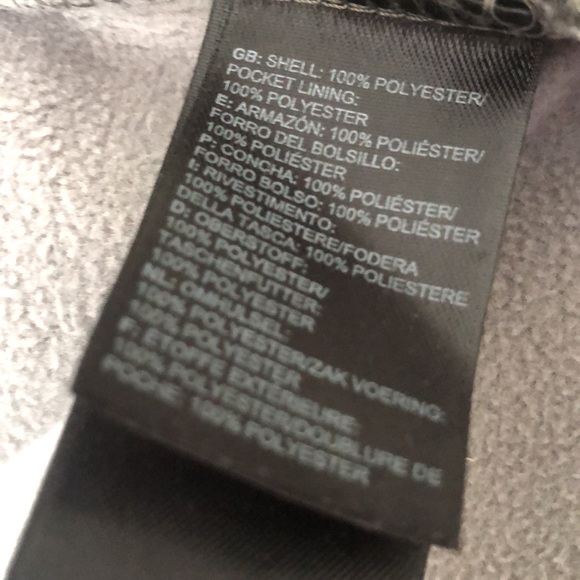 GB: SHELL: 100% POLYESTER/
POCKET LINING:
100% POLYESTER
E: ARMAZÓN: 100% POLIÉSTER/
FORRO DEL BOLSILLO:
100% POLIÉSTER
P: CONCHA: 100% POLIÉSTER/
FORRO BOLSO: 100% POLIÉSTER
I: RIVESTIMENTO:
100% POLIESTERE/FODERA
DELLA TASCA: 100% POLIESTERE
D: OBERSTOFF:
100% POLYESTER/
TASCHENFUTTER:
100% POLYESTER
NL: OMHULSEL:
100% POLYESTER/ZAK VOERING:
100% POLYESTER
F: ÉTOFFE EXTÉRIEURE:
100% POLYESTER/DOUBLURE DE
POCHE: 100% POLYESTER